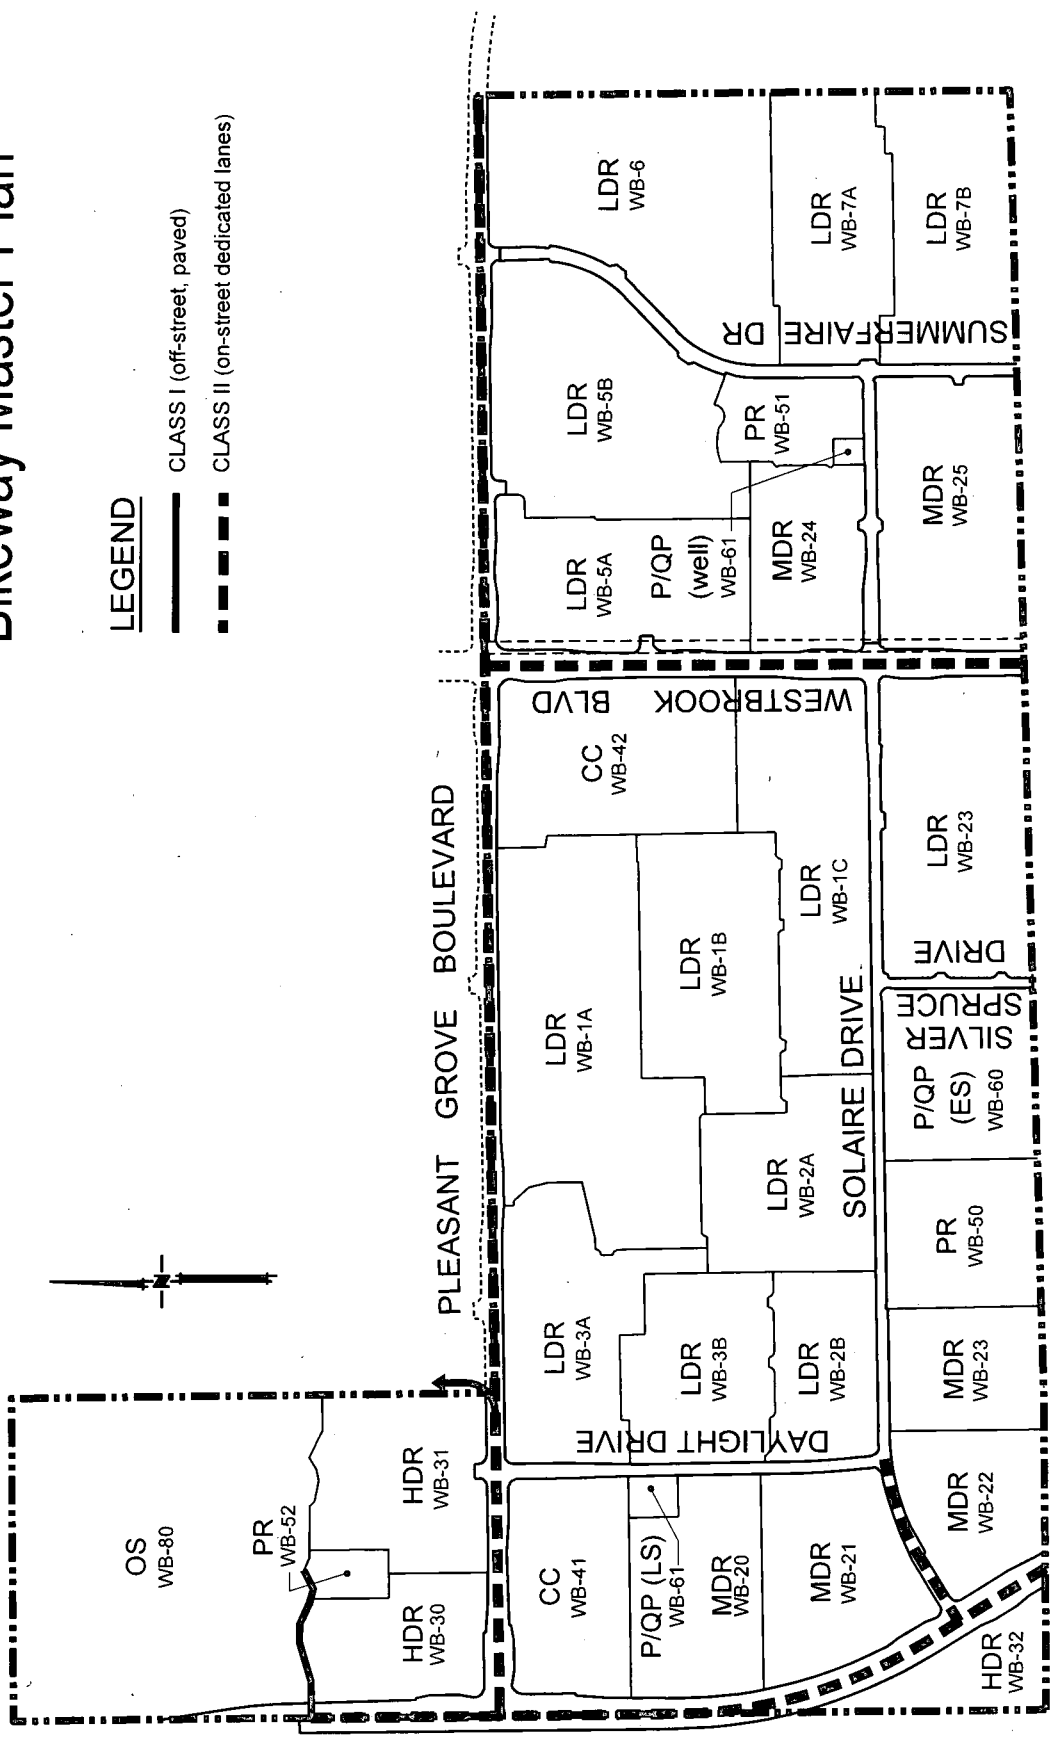 Bikeway Master Plan
LEGEND
CLASS I (off-street, paved)
CLASS II (on-street dedicated lanes)
N
PLEASANT GROVE BOULEVARD
OS
WB-80
PR
WB-52
HDR
WB-30
HDR
WB-31
CC
WB-41
P/QP (LS)
WB-61
MDR
WB-20
MDR
WB-21
HDR
WB-32
MDR
WB-22
DAYLIGHT DRIVE
LDR
WB-3A
LDR
WB-3B
LDR
WB-2B
MDR
WB-23
LDR
WB-1A
LDR
WB-1B
LDR
WB-2A
SOLAIRE DRIVE
PR
WB-50
P/QP
(ES)
WB-60
SILVER
SPRUCE
DRIVE
LDR
WB-1C
CC
WB-42
LDR
WB-23
WESTBROOK BLVD
LDR
WB-5A
P/QP
(well)
WB-61
MDR
WB-24
LDR
WB-5B
PR
WB-51
MDR
WB-25
SUMMERFAIRE DR
LDR
WB-6
LDR
WB-7A
LDR
WB-7B